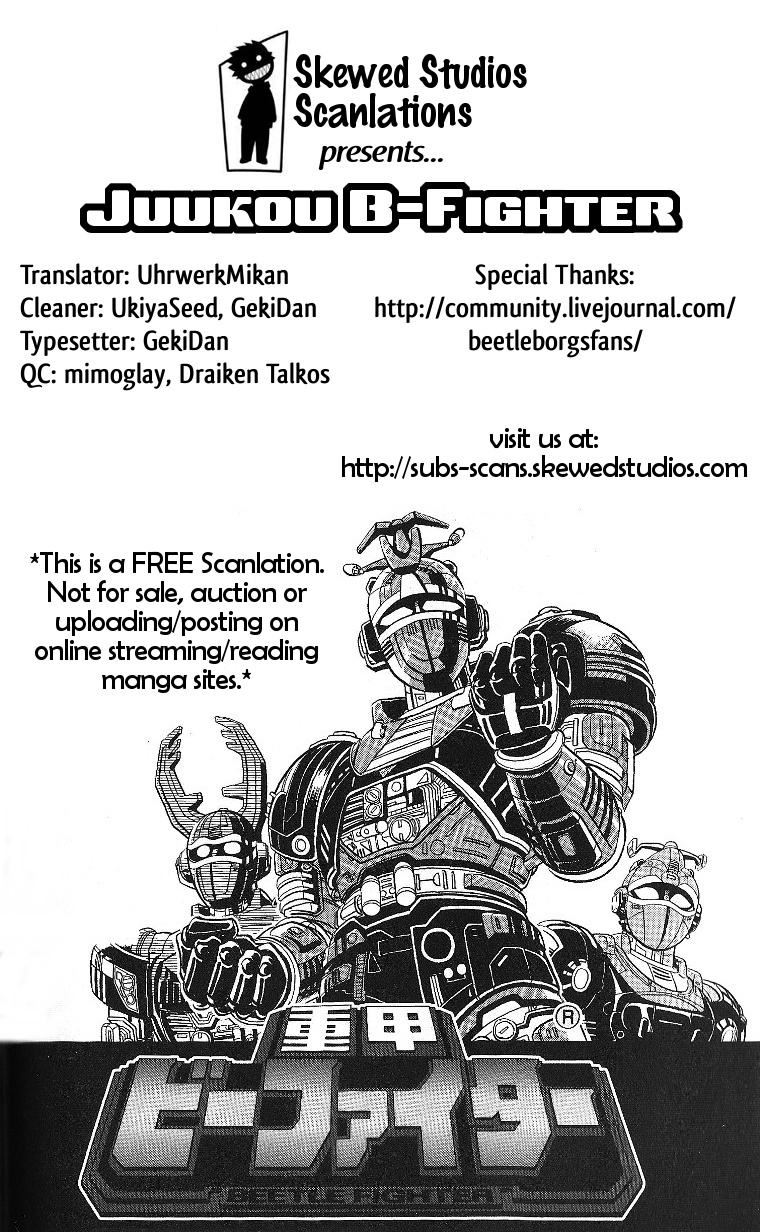 Skewed Studios
Scanlations
presents...
JUUKOU B-FIGHTER
Translator: UhrwerkMikan
Cleaner: UkiyaSeed, GekiDan
Typesetter: GekiDan
QC: mimoglay, Draiken Talkos
Special Thanks:
http://community.livejournal.com/
beetleborgsfans/
visit us at:
http://subs-scans.skewedstudios.com
*This is a FREE Scanlation.
Not for sale, auction or
uploading/posting on
online streaming/reading
manga sites.*
重甲
®
ビーファイター
BEETLE FIGHTER